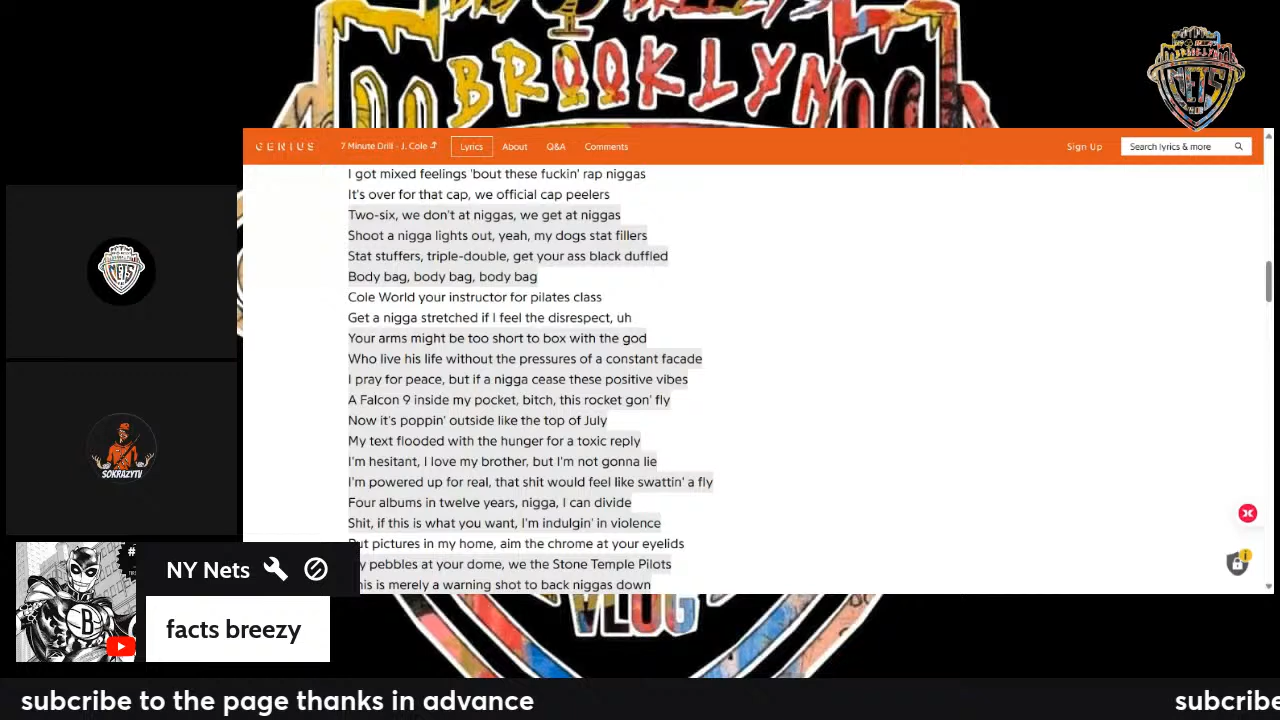 BROOKLYN
BROOKLYN
NETS
GENIUS
7 Minute Drill - J. Cole
Lyrics
About
Q&A
Comments
Sign Up
Search lyrics & more
I got mixed feelings 'bout these fuckin' rap niggas
It's over for that cap, we official cap peelers
Two-six, we don't at niggas, we get at niggas
Shoot a nigga lights out, yeah, my dogs stat fillers
Stat stuffers, triple-double, get your ass black duffled
Body bag, body bag, body bag
Cole World your instructor for pilates class
Get a nigga stretched if I feel the disrespect, uh
Your arms might be too short to box with the god
Who live his life without the pressures of a constant facade
I pray for peace, but if a nigga cease these positive vibes
A Falcon 9 inside my pocket, bitch, this rocket gon' fly
Now it's poppin' outside like the top of July
My text flooded with the hunger for a toxic reply
I'm hesitant, I love my brother, but I'm not gonna lie
I'm powered up for real, that shit would feel like swattin' a fly
Four albums in twelve years, nigga, I can divide
Shit, if this is what you want, I'm indulgin' in violence
ut pictures in my home, aim the chrome at your eyelids
y pebbles at your dome, we the Stone Temple Pilots
his is merely a warning shot to back niggas down
NETS
SOKRAZYTV
NY Nets
#
B
facts breezy
VLOG
subcribe to the page thanks in advance
subcribe